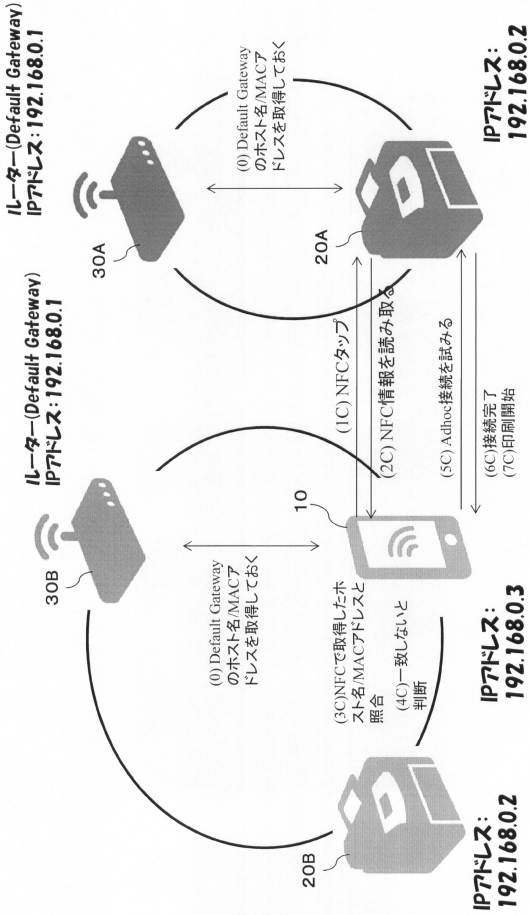 ルーター(Default Gateway)
IPアドレス：192.168.0.1
30B
ルーター(Default Gateway)
IPアドレス：192.168.0.1
30A
(0) Default Gateway
のホスト名/MACア
ドレスを取得しておく
(0) Default Gateway
のホスト名/MACア
ドレスを取得しておく
10
(1C) NFCタップ
(2C) NFC情報を読み取る
20A
(3C)NFCで取得したホ
スト名/MACアドレスと
照合
(4C)一致しないと
判断
(5C) Adhoc接続を試みる
(6C)接続完了
(7C)印刷開始
20B
IPアドレス：
192.168.0.2
IPアドレス：
192.168.0.3
IPアドレス：
192.168.0.2